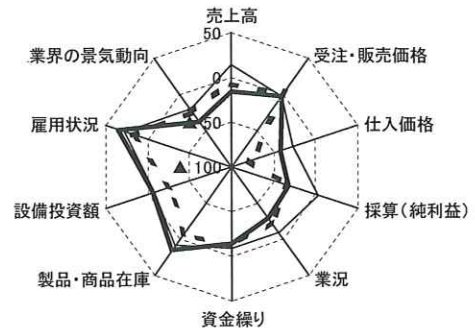 売上高
50
業界の景気動向
受注・販売価格
0
雇用状況
▲ 50
仕入価格
▲ 100
設備投資額
採算(純利益)
製品・商品在庫
業況
資金繰り